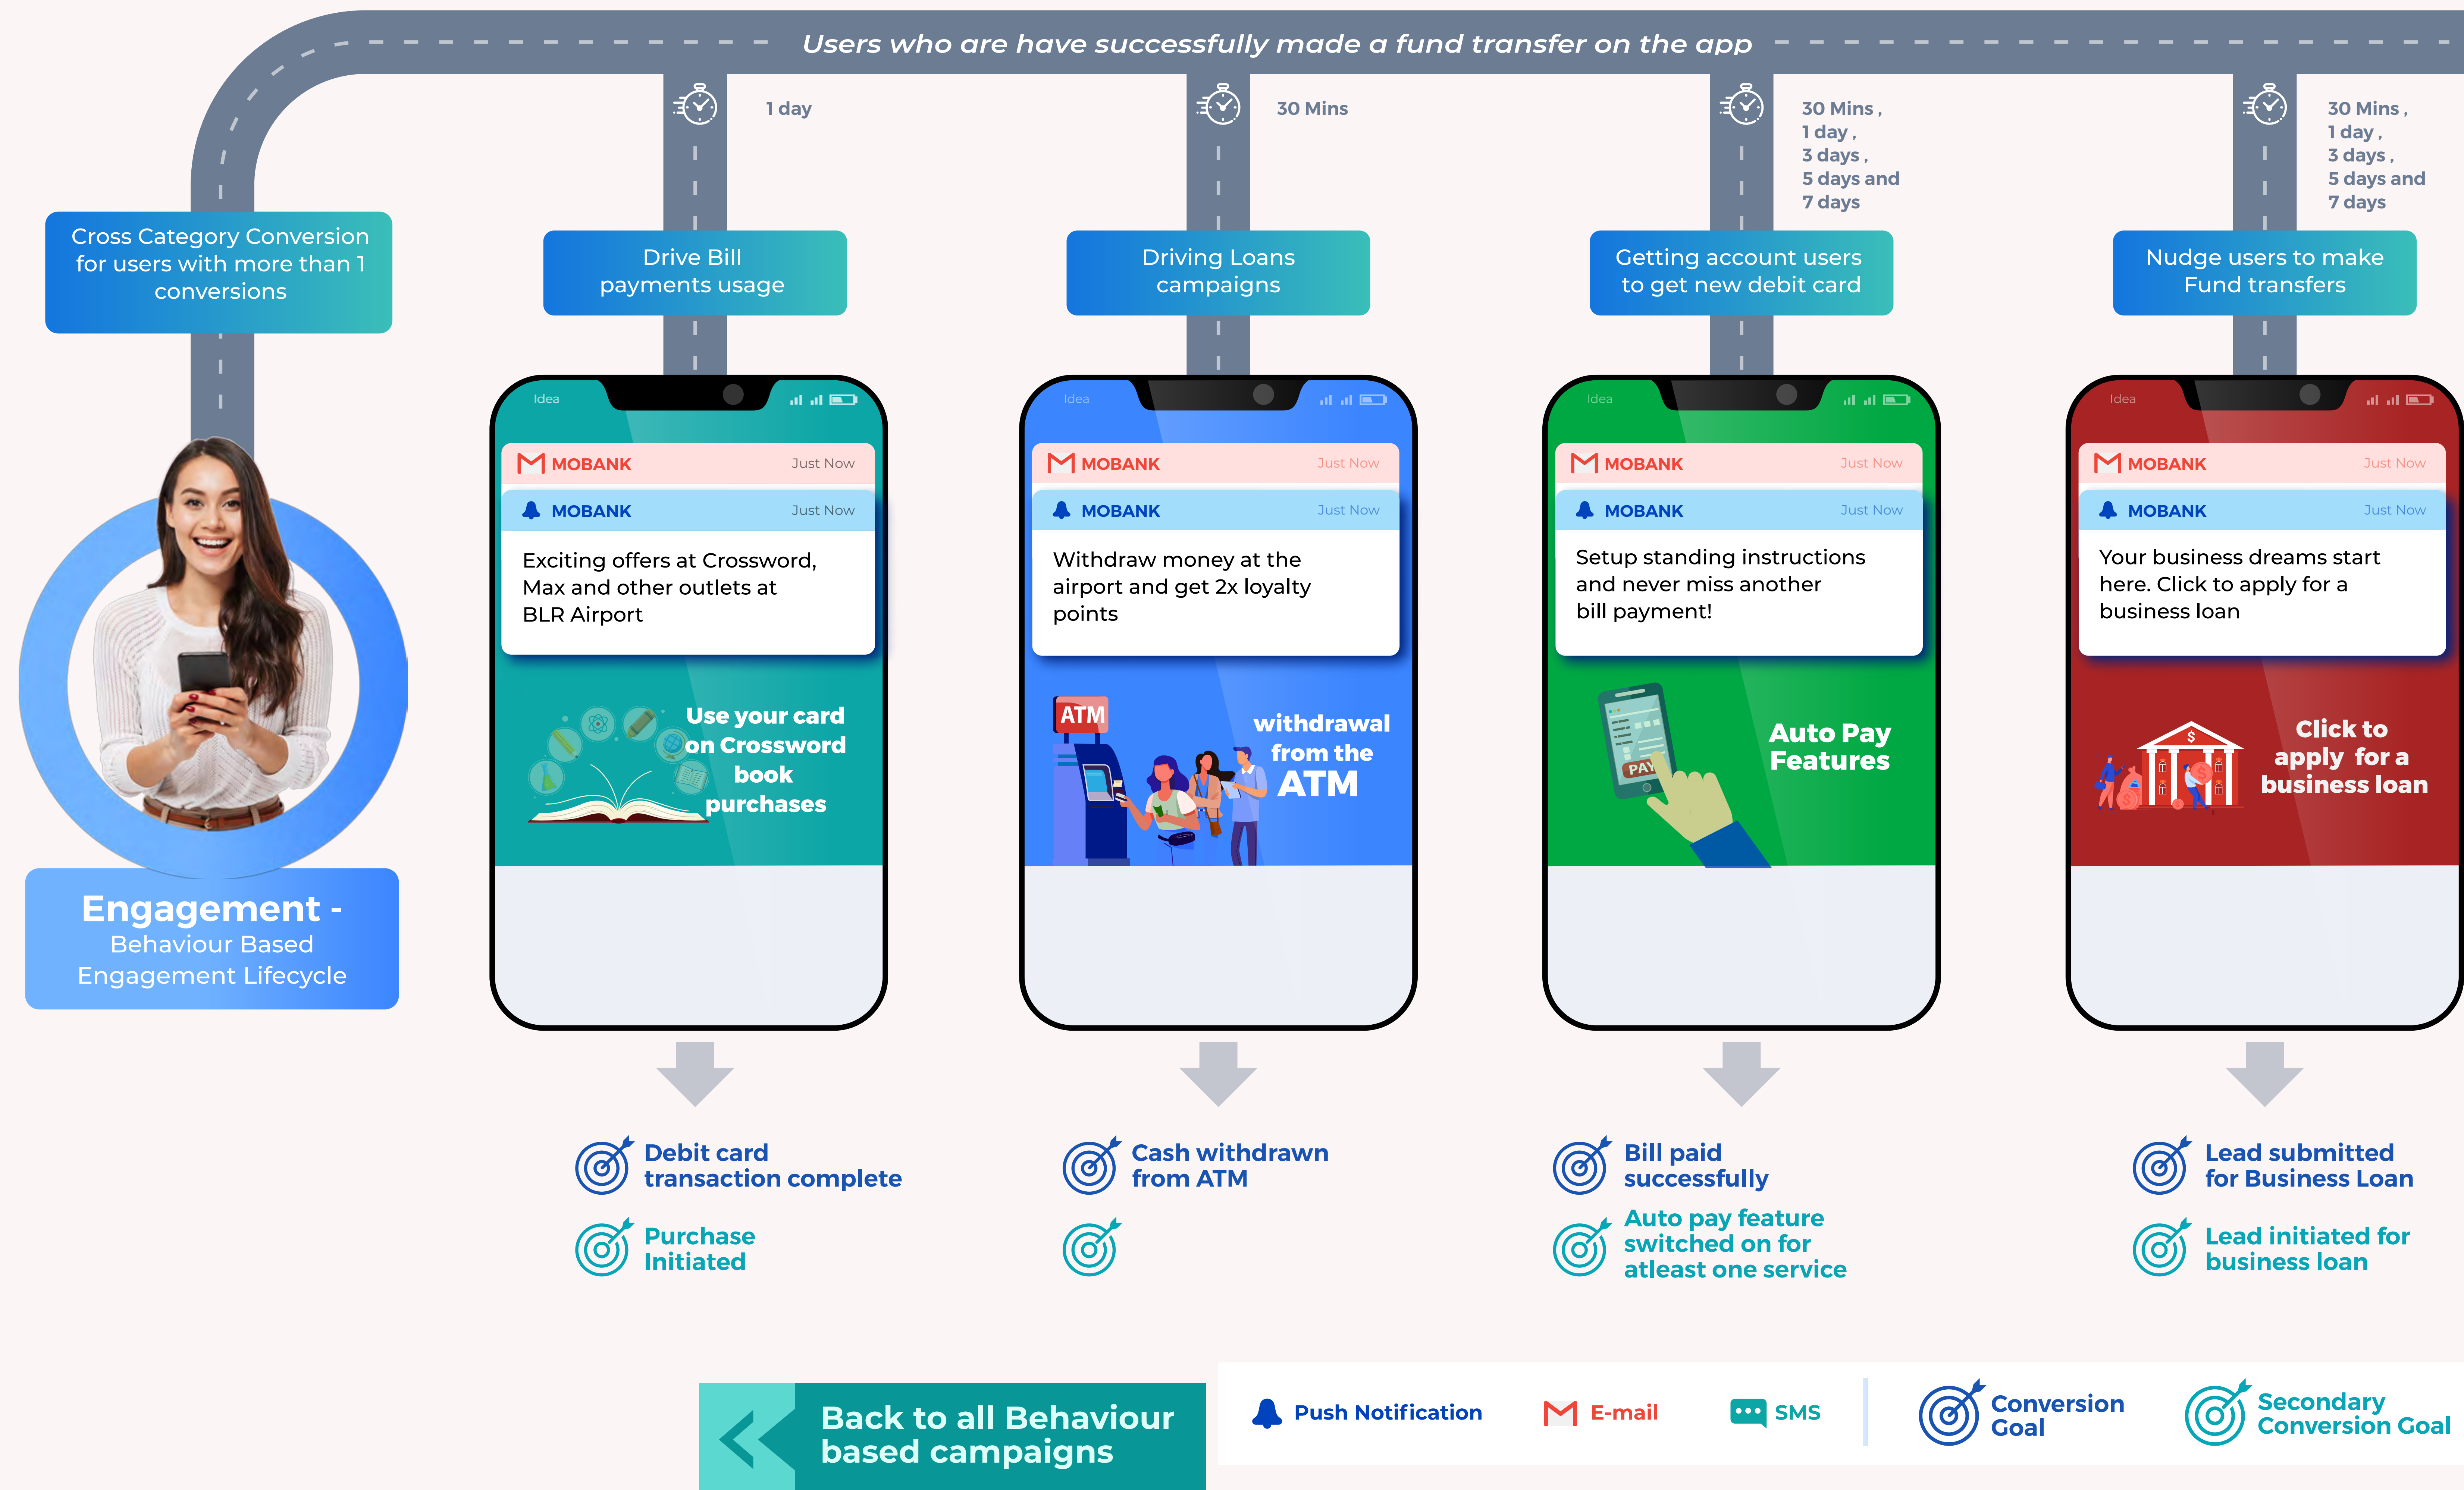 Users who are have successfully made a fund transfer on the app
Cross Category Conversion
for users with more than 1
conversions
Engagement -
Behaviour Based
Engagement Lifecycle
1 day
Drive Bill
payments usage
Idea
MOBANK Just Now
MOBANK Just Now
Exciting offers at Crossword,
Max and other outlets at
BLR Airport
Use your card
on Crossword
book
purchases
Debit card
transaction complete
Purchase
Initiated
30 Mins
Driving Loans
campaigns
Idea
MOBANK Just Now
MOBANK Just Now
Withdraw money at the
airport and get 2x loyalty
points
ATM
withdrawal
from the
ATM
Cash withdrawn
from ATM
30 Mins ,
1 day ,
3 days ,
5 days and
7 days
Getting account users
to get new debit card
Idea
MOBANK Just Now
MOBANK Just Now
Setup standing instructions
and never miss another
bill payment!
PAY
Auto Pay
Features
Bill paid
successfully
Auto pay feature
switched on for
atleast one service
30 Mins ,
1 day ,
3 days ,
5 days and
7 days
Nudge users to make
Fund transfers
Idea
MOBANK Just Now
MOBANK Just Now
Your business dreams start
here. Click to apply for a
business loan
$
Click to
apply for a
business loan
Lead submitted
for Business Loan
Lead initiated for
business loan
Back to all Behaviour
based campaigns
Push Notification
E-mail
SMS
Conversion
Goal
Secondary
Conversion Goal